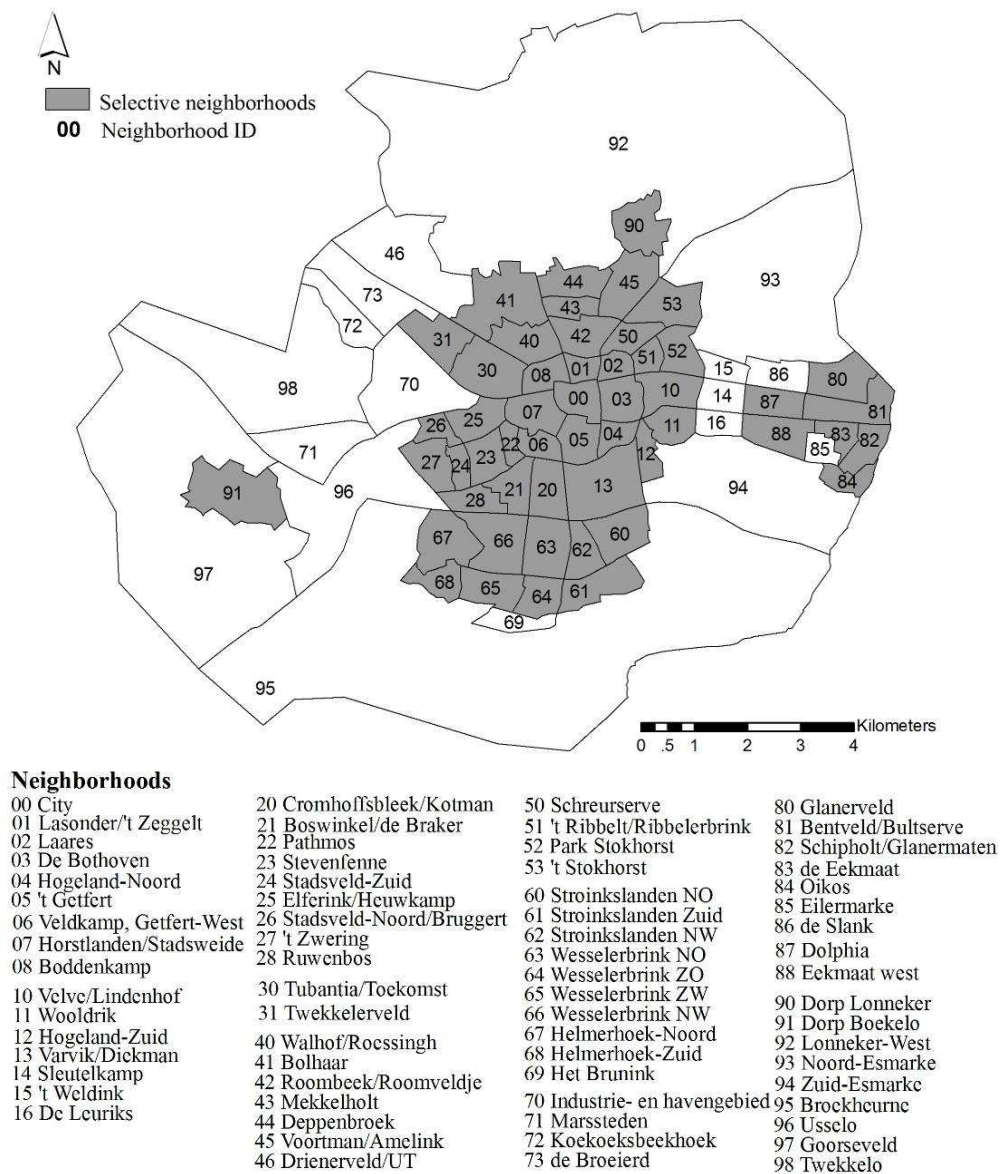 N
Selective neighborhoods
00 Neighborhood ID
92
90
46
93
44
45
41
73
43
53
72
42
50
31
40
52
51
15
86
80
01
02
30
08
98
70
10
14
87
00
03
81
07
25
11
16
26
05
04
88
83
82
22
06
71
12
85
23
27
24
84
91
96
13
94
21
20
28
60
67
66
63
62
97
68
65
64
61
69
95
Kilometers
0 .5 1 2 3 4
Neighborhoods
00 City
01 Lasonder/'t Zeggelt
02 Laares
03 De Bothoven
04 Hogeland-Noord
05 't Getfert
06 Veldkamp, Getfert-West
07 Horstlanden/Stadsweide
08 Boddenkamp
10 Velve/Lindenhof
11 Wooldrik
12 Hogeland-Zuid
13 Varvik/Diekman
14 Sleutelkamp
15 't Weldink
16 De Leuriks
20 Cromhoffsbleek/Kotman
21 Boswinkel/de Braker
22 Pathmos
23 Stevenfenne
24 Stadsveld-Zuid
25 Elferink/Heuwkamp
26 Stadsveld-Noord/Bruggert
27 't Zwering
28 Ruwenbos
30 Tubantia/Toekomst
31 Twekkelerveld
40 Walhof/Roessingh
41 Bolhaar
42 Roombeek/Roomveldje
43 Mekkelholt
44 Deppenbroek
45 Voortman/Amelink
46 Drienerveld/UT
50 Schreurserve
51 't Ribbelt/Ribbelerbrink
52 Park Stokhorst
53 't Stokhorst
60 Stroinkslanden NO
61 Stroinkslanden Zuid
62 Stroinkslanden NW
63 Wesselerbrink NO
64 Wesselerbrink ZO
65 Wesselerbrink ZW
66 Wesselerbrink NW
67 Helmerhoek-Noord
68 Helmerhoek-Zuid
69 Het Brunink
70 Industrie- en havengebied
71 Marssteden
72 Koekoeksbeekhoek
73 de Broeierd
80 Glanerveld
81 Bentveld/Bultserve
82 Schipholt/Glanermaten
83 de Eekmaat
84 Oikos
85 Eilermarke
86 de Slank
87 Dolphia
88 Eekmaat west
90 Dorp Lonneker
91 Dorp Boekelo
92 Lonneker-West
93 Noord-Esmarke
94 Zuid-Esmarke
95 Broekheurne
96 Usselo
97 Goorseveld
98 Twekkelo